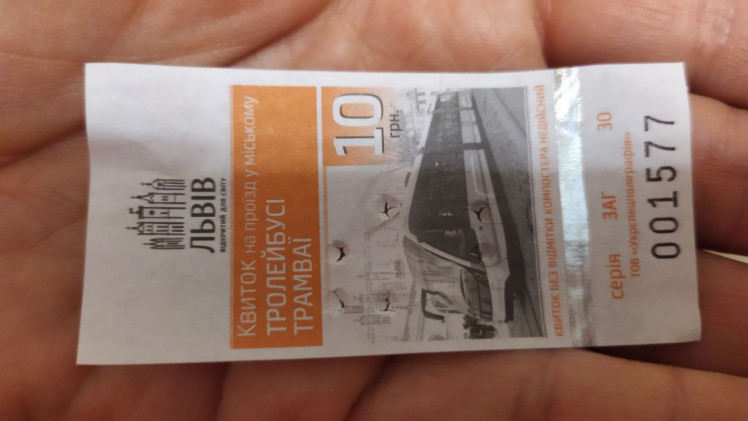 ЛЬВІВ
ВІДКРИТИЙ ДЛЯ СВІТУ
КВИТОК на проїзд у міському
ТРОЛЕЙБУСІ
ТРАМВАЇ
10
грн.
КВИТОК БЕЗ ВІДМІТКИ КОМПОСТЕРА НЕДІЙСНИЙ
серія ЗАГ 30
ТОВ «Укрспецполіграфія»
001577